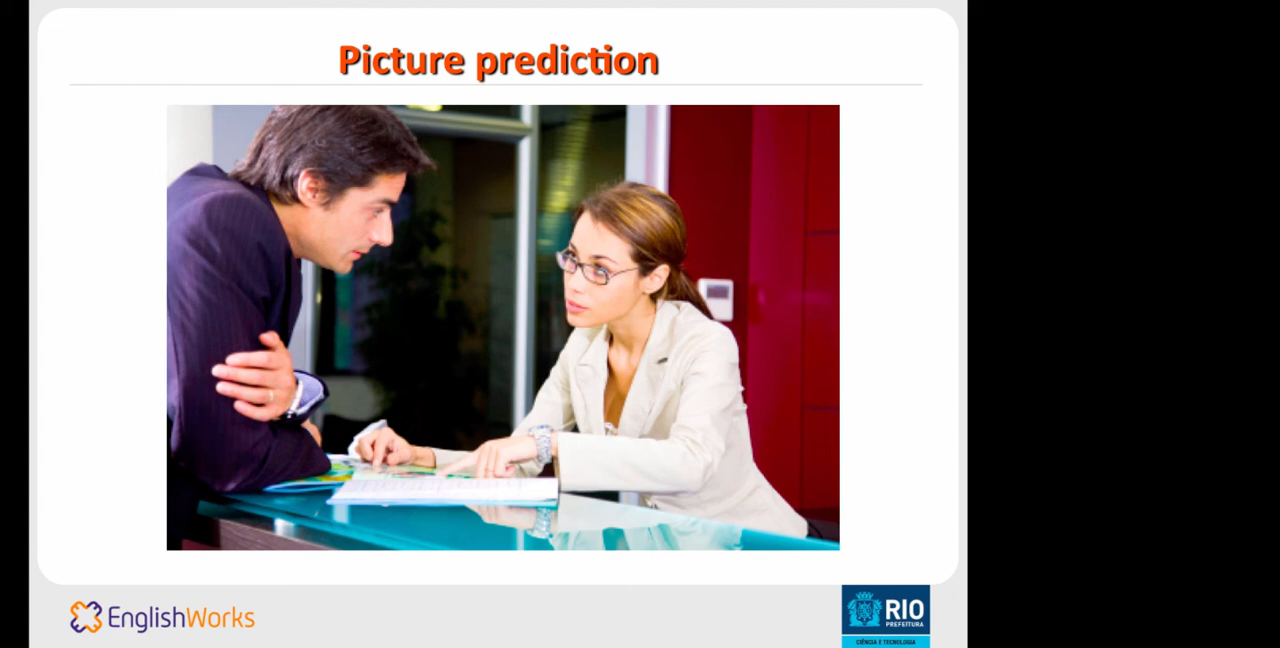 Picture prediction
EnglishWorks
RIO
PREFEITURA
CIÊNCIA E TECNOLOGIA